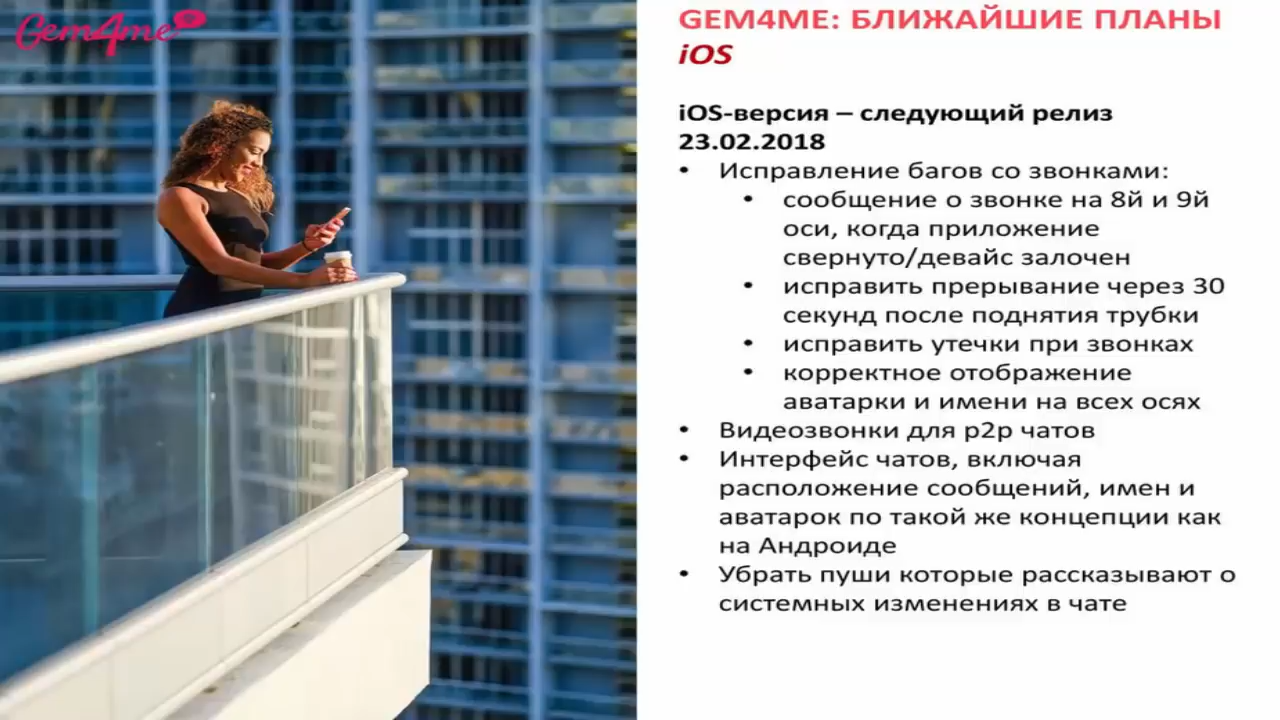 Gem4me
GEM4ME: БЛИЖАЙШИЕ ПЛАНЫ
iOS
iOS-версия – следующий релиз
23.02.2018
• Исправление багов со звонками:
• сообщение о звонке на 8й и 9й
оси, когда приложение
свернуто/девайс залочен
• исправить прерывание через 30
секунд после поднятия трубки
• исправить утечки при звонках
• корректное отображение
аватарки и имени на всех осях
• Видеозвонки для p2p чатов
• Интерфейс чатов, включая
расположение сообщений, имен и
аватарок по такой же концепции как
на Андроиде
• Убрать пуши которые рассказывают о
системных изменениях в чате